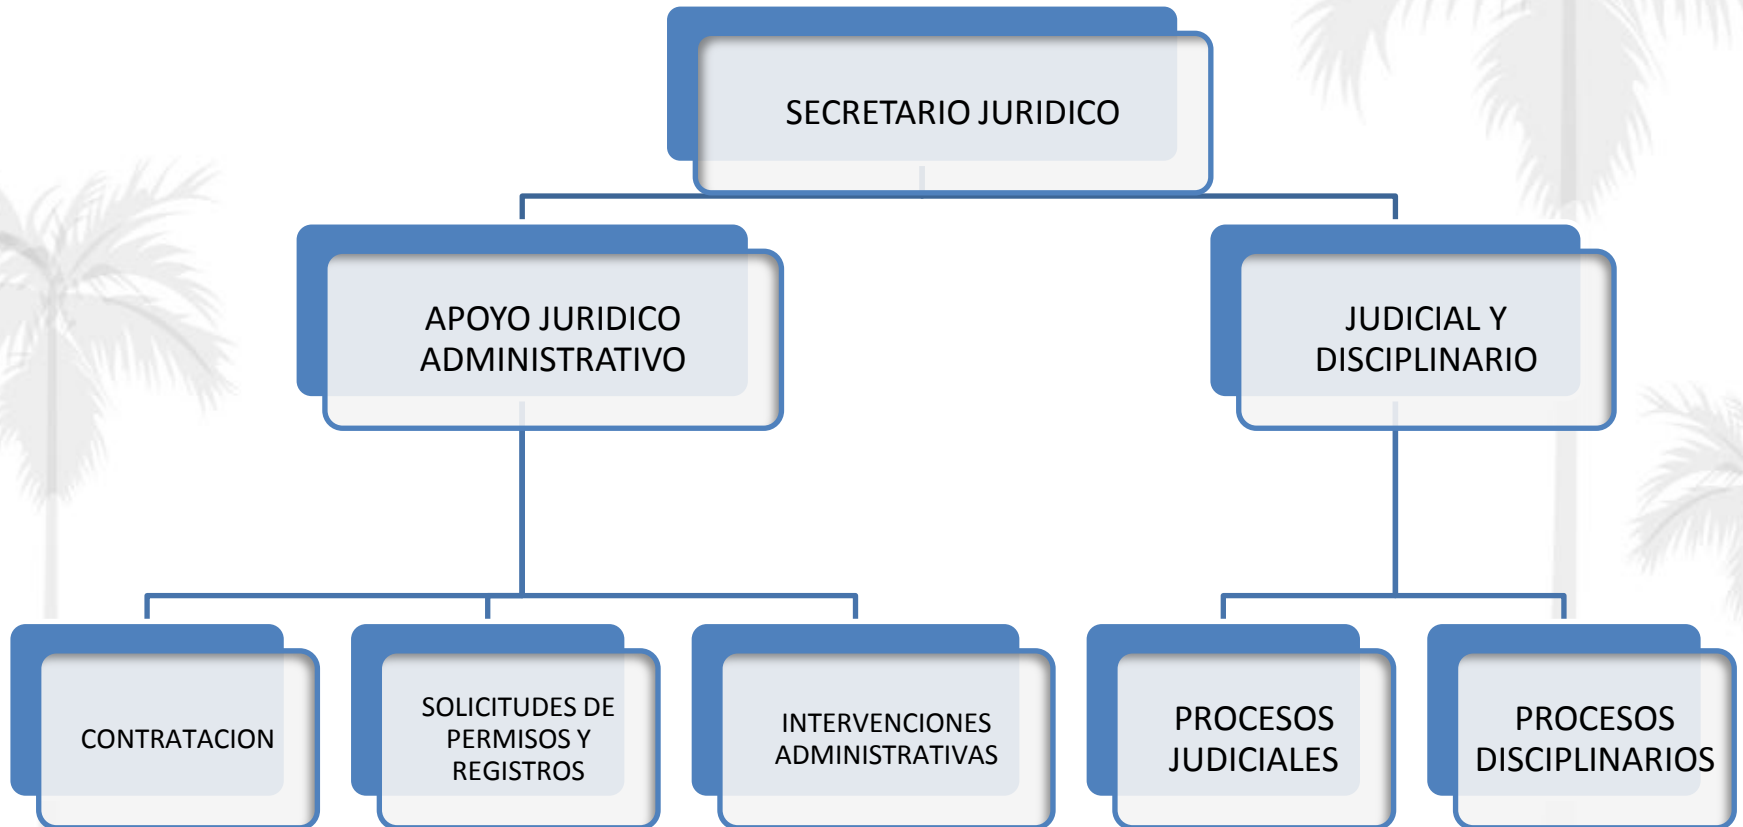 SECRETARIO JURIDICO
APOYO JURIDICO
ADMINISTRATIVO
JUDICIAL Y
DISCIPLINARIO
CONTRATACION
SOLICITUDES DE
PERMISOS Y
REGISTROS
INTERVENCIONES
ADMINISTRATIVAS
PROCESOS
JUDICIALES
PROCESOS
DISCIPLINARIOS